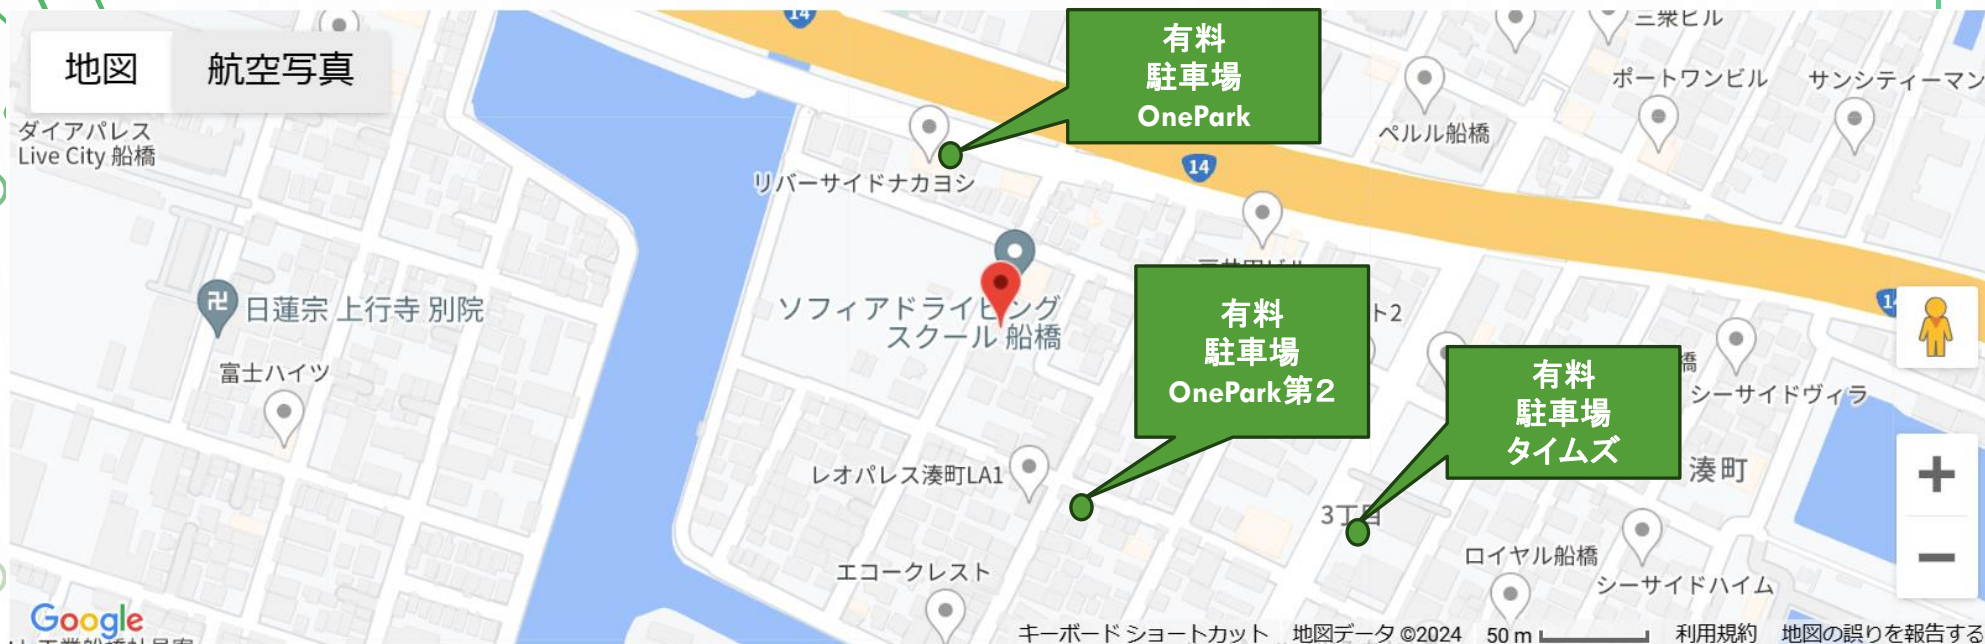 14
三衆ビル
有料
駐車場
OnePark
地図
航空写真
ポートワンビル
サンシティーマン
ダイアパレス
Live City 船橋
ペルル船橋
14
リバーサイドナカヨシ
日蓮宗 上行寺 別院
ソフィアドライビング
スクール 船橋
有料
駐車場
OnePark第2
ト2
14
富士ハイツ
有料
駐車場
タイムズ
橋
シーサイドヴィラ
レオパレス湊町LA1
湊町
3丁目
エコークレスト
ロイヤル船橋
シーサイドハイム
Google
キーボード ショートカット
地図データ ©2024
50 m
利用規約
地図の誤りを報告する